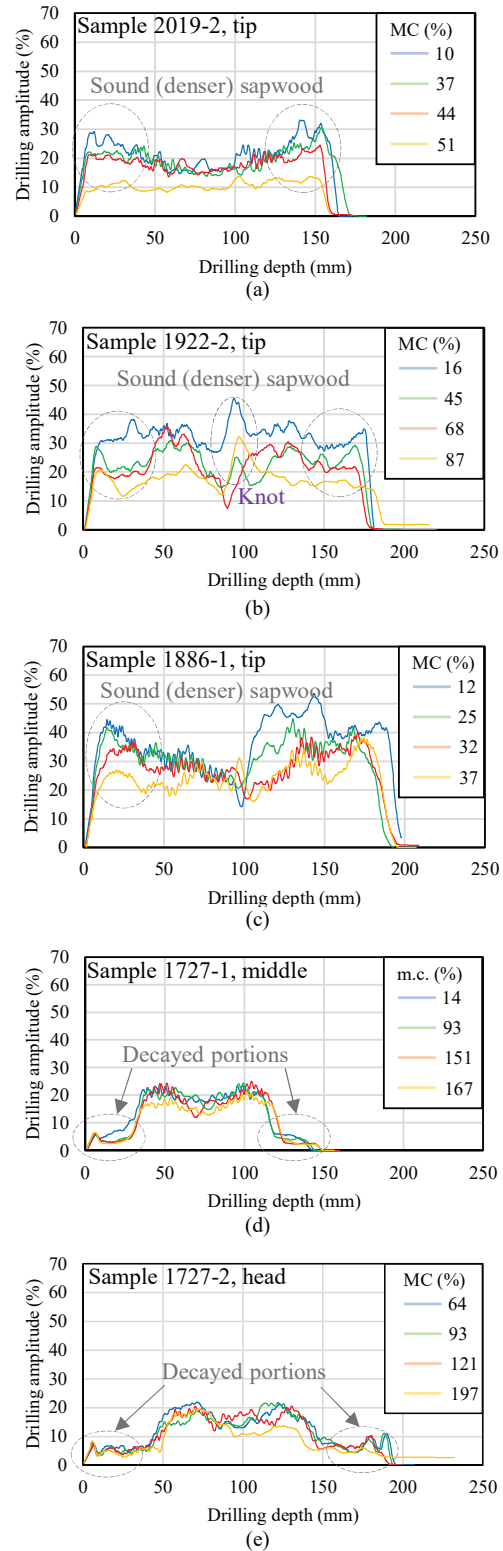 Sample 2019-2, tip
Sound (denser) sapwood
MC (%)
10
37
44
51
Drilling amplitude (%)
70
60
50
40
30
20
10
0
0 50 100 150 200 250
Drilling depth (mm)
(a)
Sample 1922-2, tip
Sound (denser) sapwood
Knot
MC (%)
16
45
68
87
Drilling amplitude (%)
70
60
50
40
30
20
10
0
0 50 100 150 200 250
Drilling depth (mm)
(b)
Sample 1886-1, tip
Sound (denser) sapwood
MC (%)
12
25
32
37
Drilling amplitude (%)
70
60
50
40
30
20
10
0
0 50 100 150 200 250
Drilling depth (mm)
(c)
Sample 1727-1, middle
Decayed portions
m.c. (%)
14
93
151
167
Drilling amplitude (%)
70
60
50
40
30
20
10
0
0 50 100 150 200 250
Drilling depth (mm)
(d)
Sample 1727-2, head
Decayed portions
MC (%)
64
93
121
197
Drilling amplitude (%)
70
60
50
40
30
20
10
0
0 50 100 150 200 250
Drilling depth (mm)
(e)